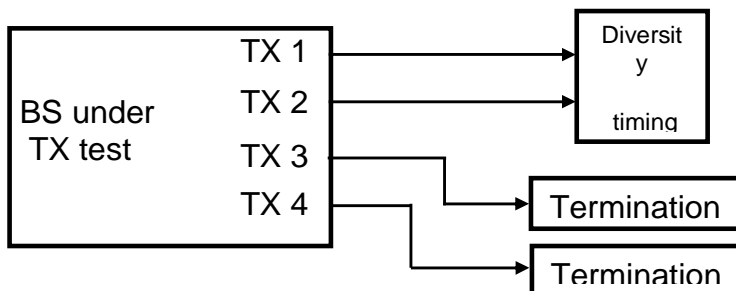 BS under
TX test
TX 1
TX 2
TX 3
TX 4
Diversit
y
timing
Termination
Termination